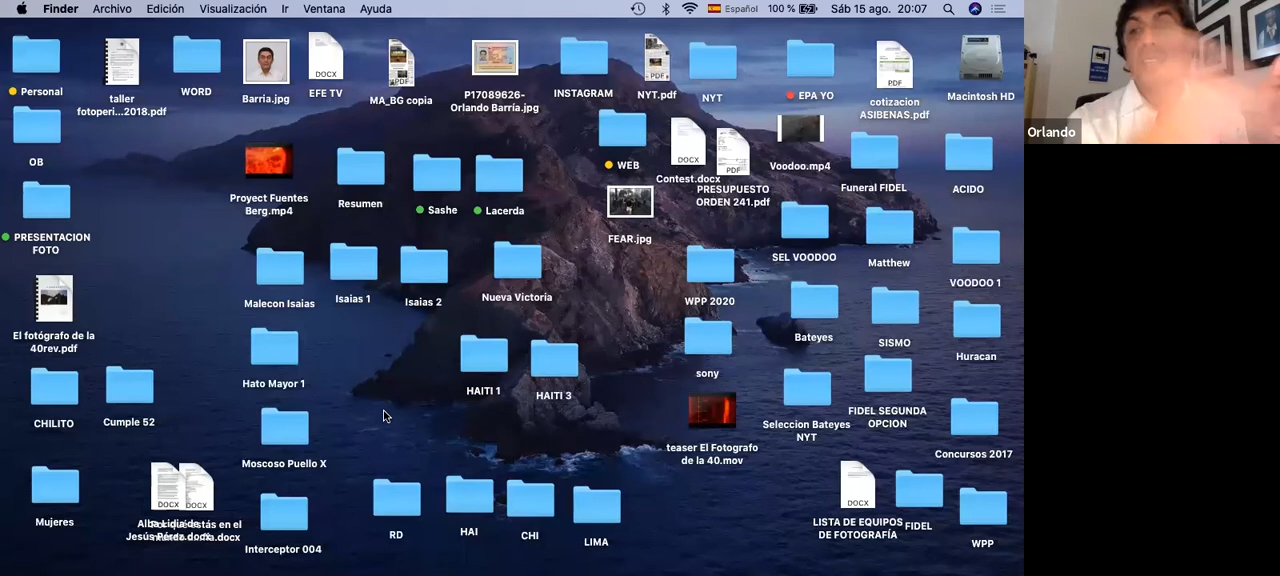 Finder Archivo Edición Visualización Ir Ventana Ayuda
Español 100 % Sáb 15 ago. 20:07
Orlando
Personal
taller
fotoperi...2018.pdf
WORD
Barria.jpg
DOCX
EFE TV
PDF
MA_BG copia
P17089626-
Orlando Barría.jpg
INSTAGRAM
PDF
NYT.pdf
NYT
EPA YO
PDF
cotizacion
ASIBENAS.pdf
Macintosh HD
OB
Proyect Fuentes
Berg.mp4
Resumen
Sashe
Lacerda
WEB
DOCX
Contest.docx
PDF
PRESUPUESTO
ORDEN 241.pdf
Voodoo.mp4
Funeral FIDEL
ACIDO
PRESENTACION
FOTO
FEAR.jpg
SEL VOODOO
Matthew
VOODOO 1
Malecon Isaias
Isaias 1
Isaias 2
Nueva Victoria
WPP 2020
El fotógrafo de la
40rev.pdf
Bateyes
SISMO
Huracan
Hato Mayor 1
HAITI 1
HAITI 3
sony
CHILITO
Cumple 52
Seleccion Bateyes
NYT
FIDEL SEGUNDA
OPCION
Concursos 2017
Moscoso Puello X
teaser El Fotografo
de la 40.mov
Mujeres
DOCX
DOCX
Jesús Pérez.docx
Interceptor 004
RD
HAI
CHI
LIMA
DOCX
LISTA DE EQUIPOS
DE FOTOGRAFÍA
FIDEL
WPP